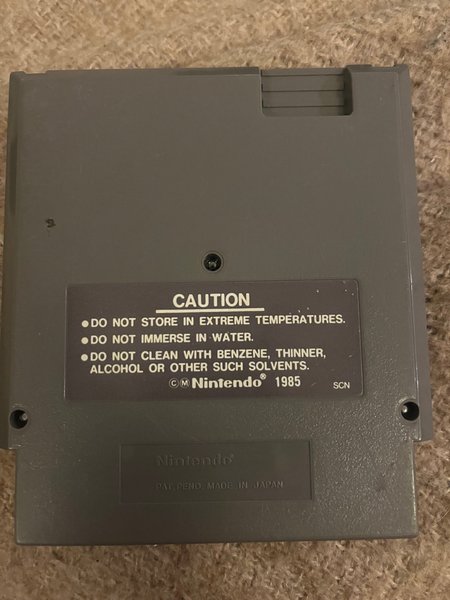 CAUTION
● DO NOT STORE IN EXTREME TEMPERATURES.
● DO NOT IMMERSE IN WATER.
● DO NOT CLEAN WITH BENZENE, THINNER,
ALCOHOL OR OTHER SUCH SOLVENTS.
ⒸⓂ Nintendo® 1985 SCN
Nintendo®
PAT. PEND. MADE IN JAPAN